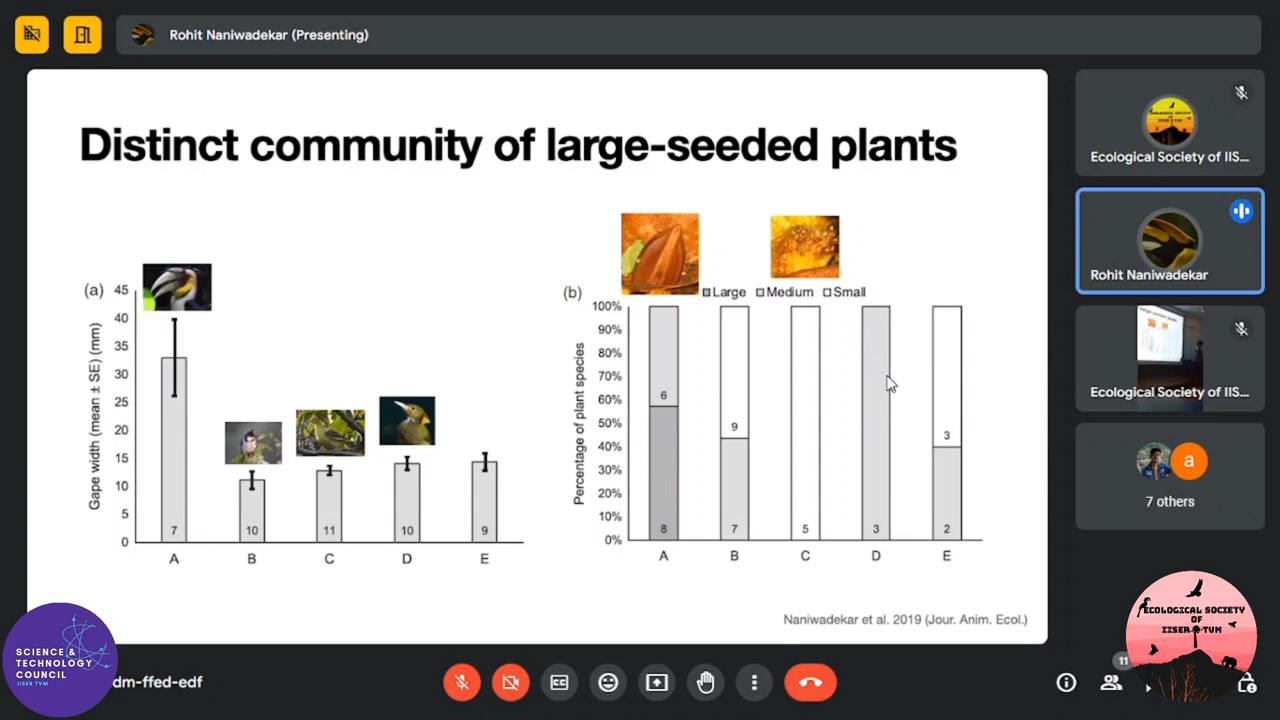 Rohit Naniwadekar (Presenting)
Distinct community of large-seeded plants
(a)
Gape width (mean ± SE) (mm)
45
40
35
30
25
20
15
10
5
0
7
10
11
10
9
A
B
C
D
E
(b)
Large
Medium
Small
Percentage of plant species
100%
90%
80%
70%
60%
50%
40%
30%
20%
10%
0%
6
8
9
7
5
3
3
2
A
B
C
D
E
Naniwadekar et al. 2019 (Jour. Anim. Ecol.)
Ecological Society of IIS...
Rohit Naniwadekar
Ecological Society of IIS...
a
7 others
SCIENCE &
TECHNOLOGY
COUNCIL
IISER TVM
dm-ffed-edf
CC
11
ECOLOGICAL SOCIETY
OF
IISER TVM